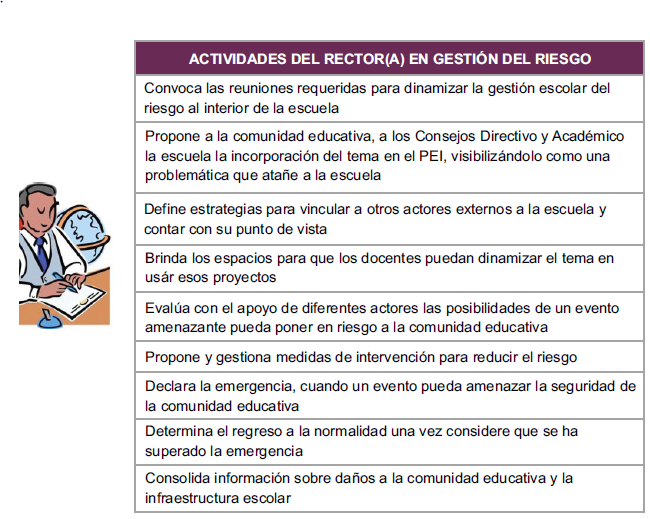 ACTIVIDADES DEL RECTOR(A) EN GESTIÓN DEL RIESGO
Convoca las reuniones requeridas para dinamizar la gestión escolar del
riesgo al interior de la escuela
Propone a la comunidad educativa, a los Consejos Directivo y Académico
la escuela la incorporación del tema en el PEI, visibilizándolo como una
problemática que atañe a la escuela
Define estrategias para vincular a otros actores externos a la escuela y
contar con su punto de vista
Brinda los espacios para que los docentes puedan dinamizar el tema en
usár esos proyectos
Evalúa con el apoyo de diferentes actores las posibilidades de un evento
amenazante pueda poner en riesgo a la comunidad educativa
Propone y gestiona medidas de intervención para reducir el riesgo
Declara la emergencia, cuando un evento pueda amenazar la seguridad de
la comunidad educativa
Determina el regreso a la normalidad una vez considere que se ha
superado la emergencia
Consolida información sobre daños a la comunidad educativa y la
infraestructura escolar